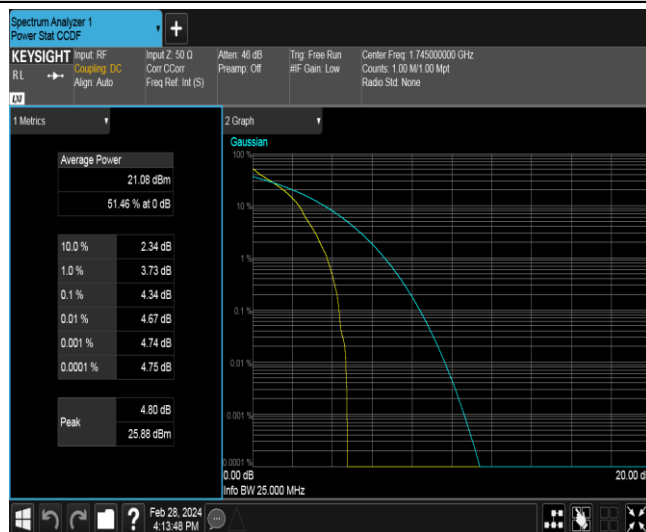 Spectrum Analyzer 1
Power Stat CCDF
+
KEYSIGHT
RL
LXI
Input: RF
Coupling: DC
Align: Auto
Input Z: 50 Ω
Corr CCorr
Freq Ref: Int (S)
Atten: 46 dB
Preamp: Off
Trig: Free Run
#IF Gain: Low
Center Freq: 1.745000000 GHz
Counts: 1.00 M/1.00 Mpt
Radio Std: None
1 Metrics
Average Power
21.08 dBm
51.46 % at 0 dB
10.0 % 2.34 dB
1.0 % 3.73 dB
0.1 % 4.34 dB
0.01 % 4.67 dB
0.001 % 4.74 dB
0.0001 % 4.75 dB
Peak
4.80 dB
25.88 dBm
2 Graph
Gaussian
100 %
10 %
1 %
0.1 %
0.01 %
0.001 %
0.0001 %
0.00 dB
20.00 d
Info BW 25.000 MHz
?
Feb 28, 2024
4:13:48 PM